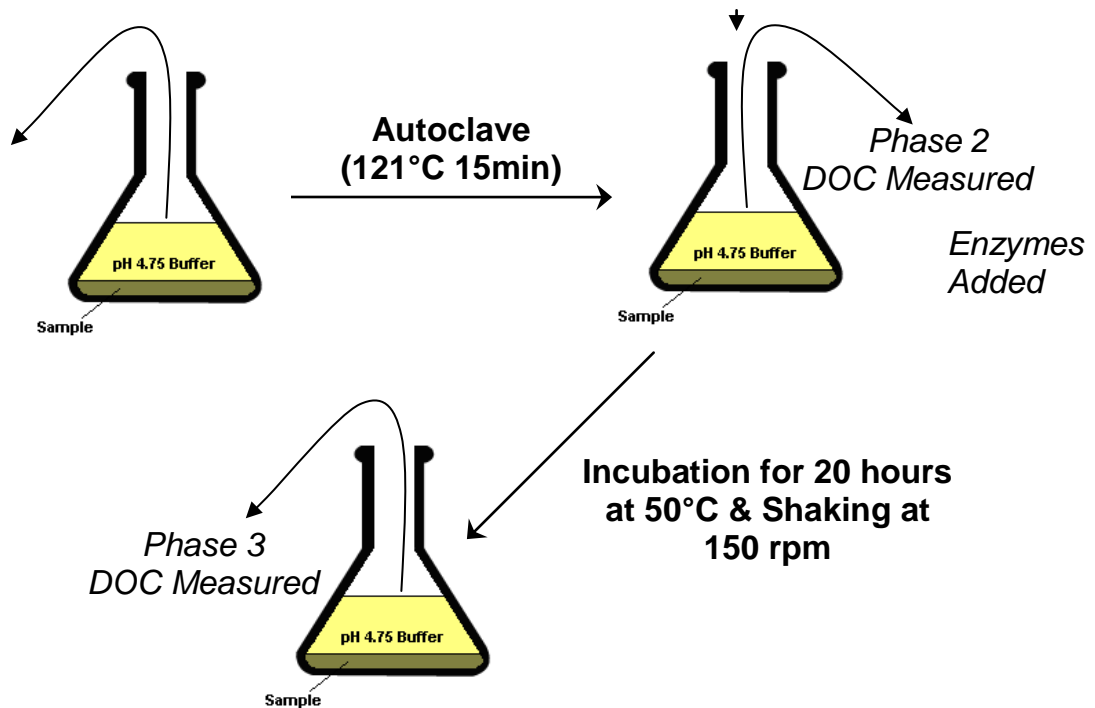 Autoclave
(121°C 15min)
Phase 2
DOC Measured
Enzymes
Added
pH 4.75 Buffer
Sample
pH 4.75 Buffer
Sample
Incubation for 20 hours
at 50°C & Shaking at
150 rpm
Phase 3
DOC Measured
pH 4.75 Buffer
Sample